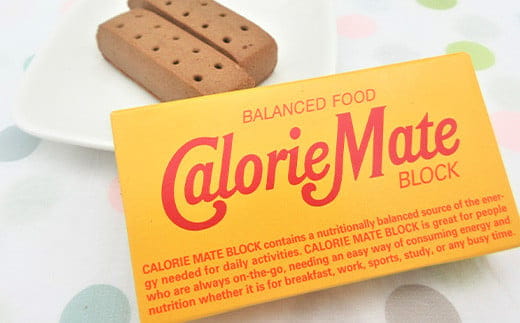 BALANCED FOOD
CalorieMate
BLOCK
CALORIE MATE BLOCK contains a nutritionally balanced source of the ener-
gy needed for daily activities. CALORIE MATE BLOCK is great for people
who are always on-the-go, needing an easy way of consuming energy and
nutrition whether it is for breakfast, work, sports, study, or any busy time.